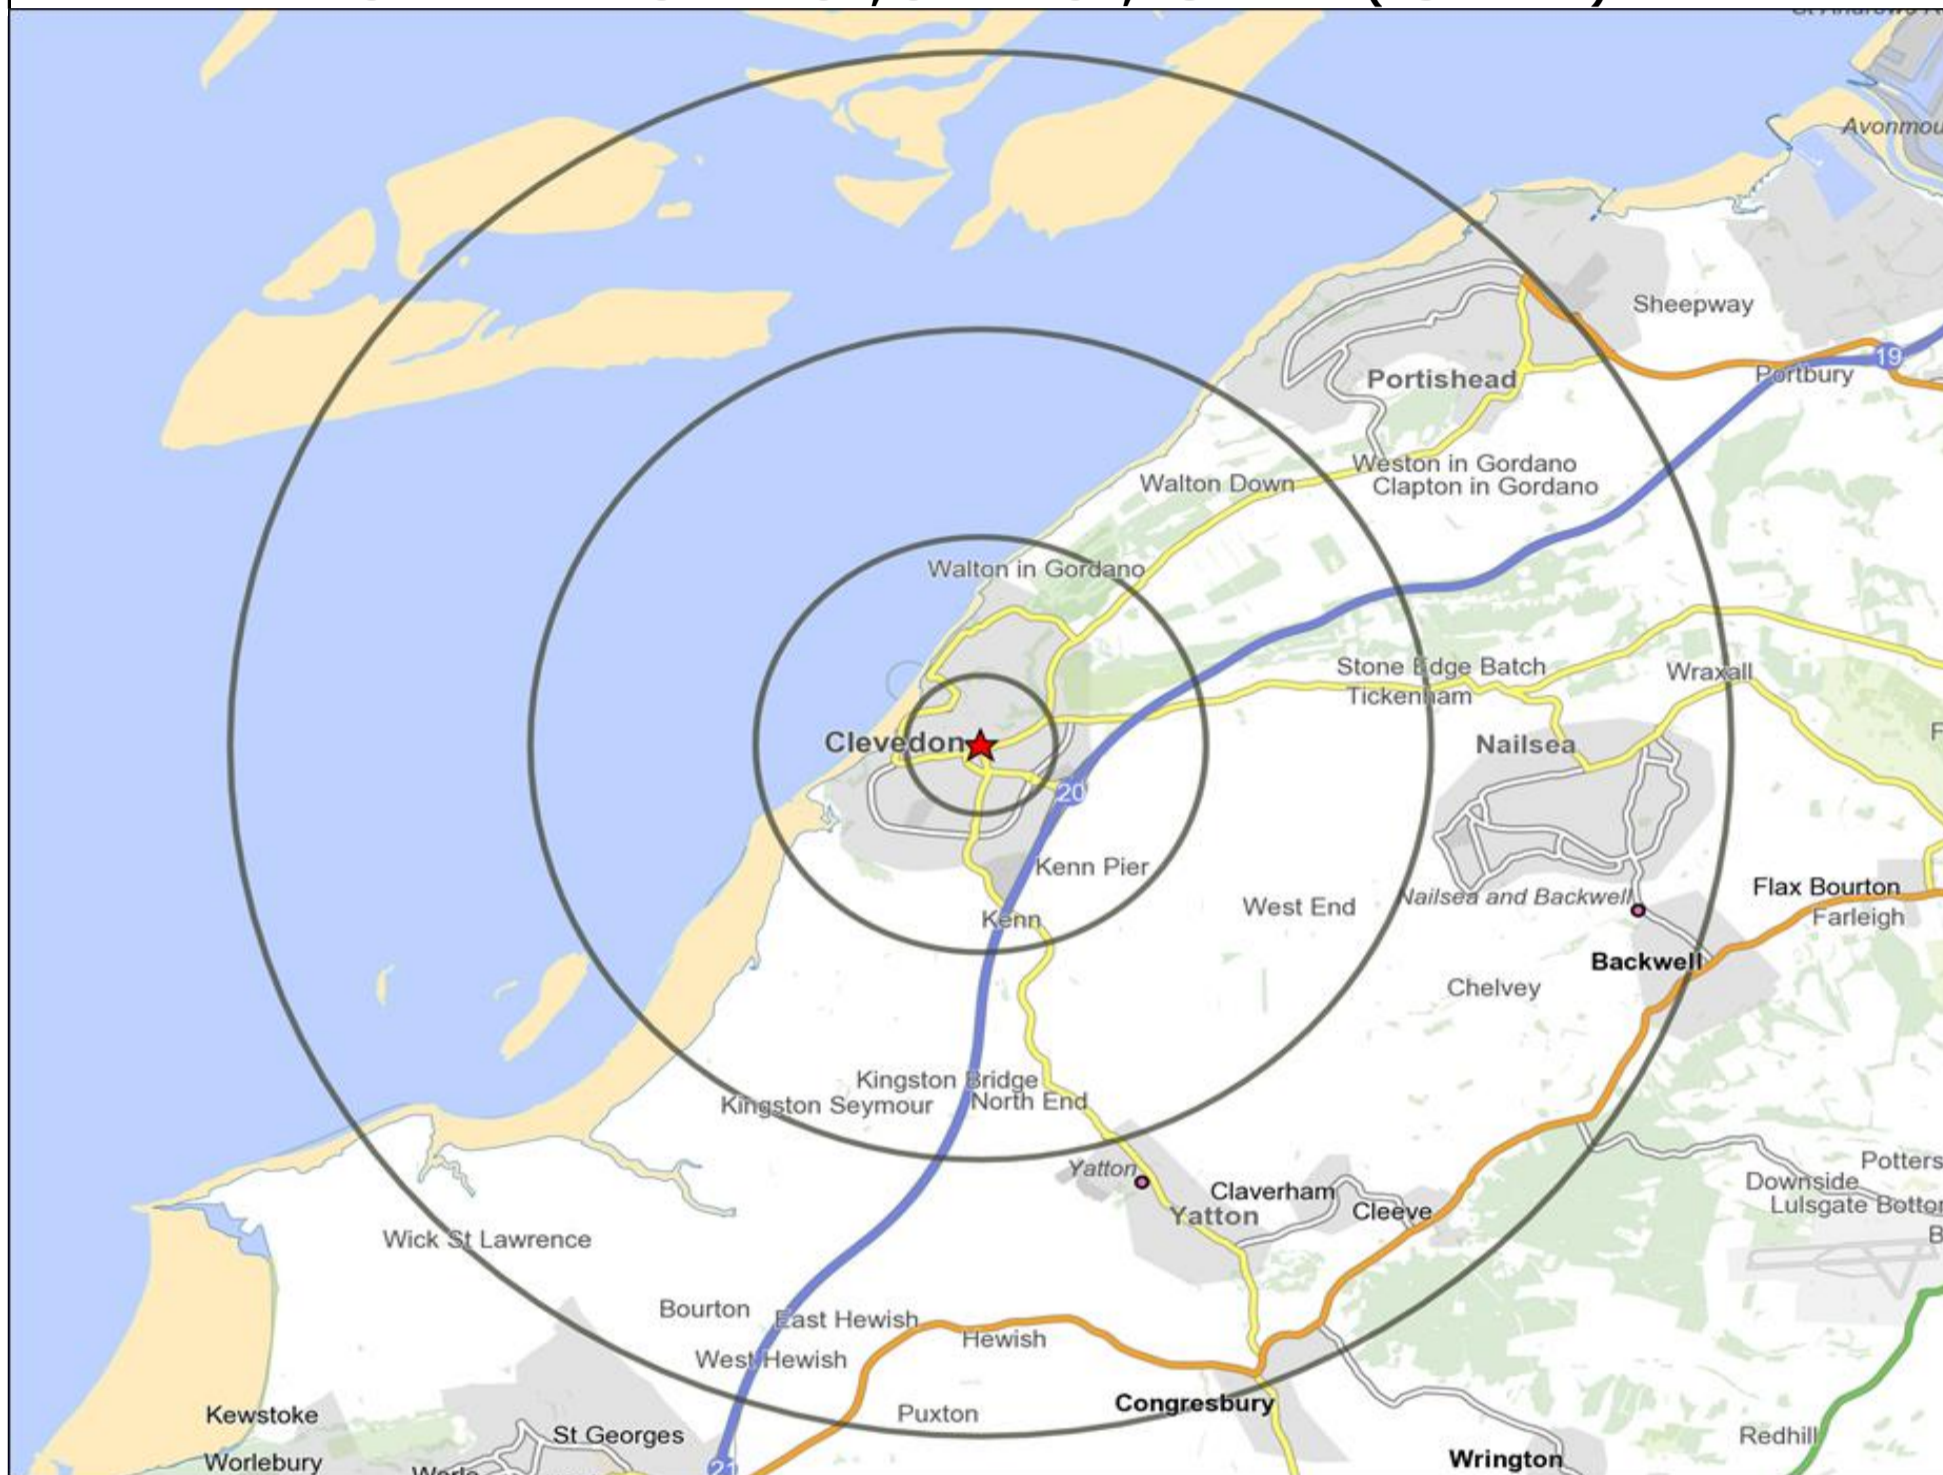 Avonmou
Sheepway
19
Portbury
Portishead
Weston in Gordano
Walton Down
Clapton in Gordano
Walton in Gordano
Stone Edge Batch
Wraxall
Tickenham
Clevedon
Nailsea
20
Kenn Pier
Flax Bourton
Nailsea and Backwell
West End
Farleigh
Kenn
Backwell
Chelvey
Kingston Bridge
North End
Kingston Seymour
Potters
Yatton
Downside
Claverham
Lulsgate Bottom
Cleeve
Yatton
Wick St Lawrence
Bourton
East Hewish
Hewish
West Hewish
Congresbury
Puxton
Kewstoke
St Georges
Redhill
Wrington
Worlebury
21